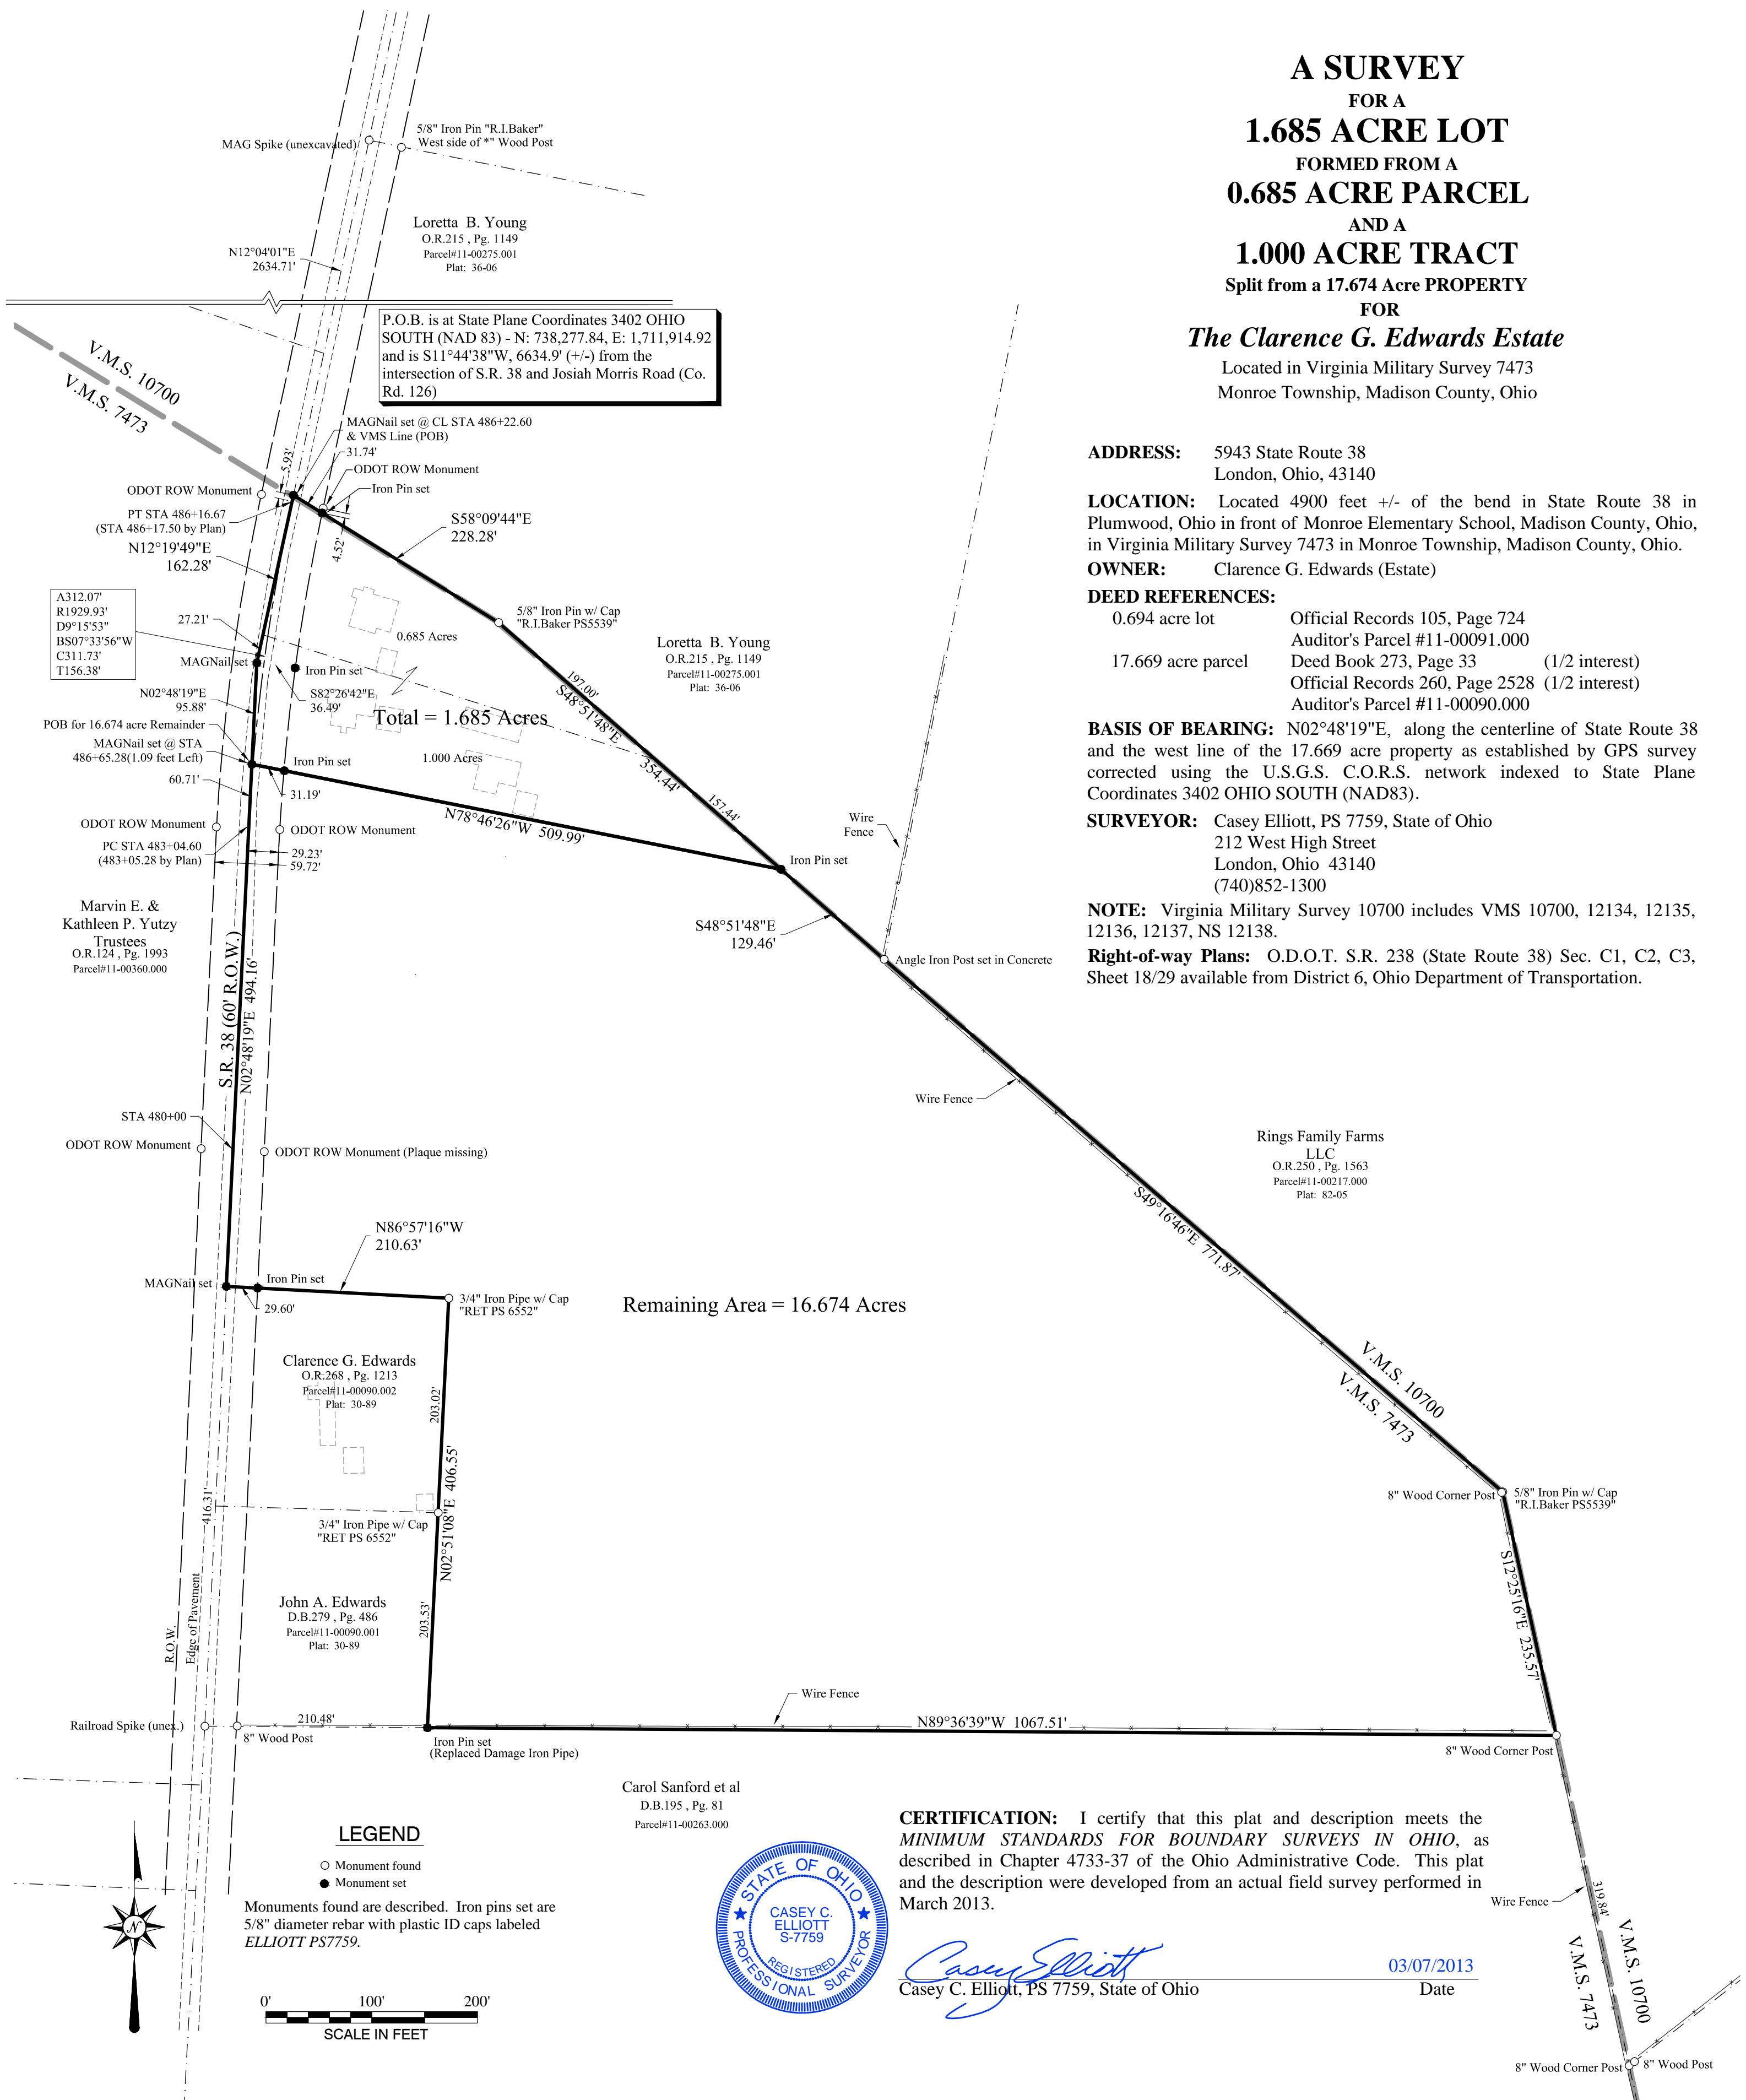 A SURVEY
FOR A
1.685 ACRE LOT
FORMED FROM A
0.685 ACRE PARCEL
AND A
1.000 ACRE TRACT
Split from a 17.674 Acre PROPERTY
FOR
The Clarence G. Edwards Estate
Located in Virginia Military Survey 7473
Monroe Township, Madison County, Ohio
ADDRESS: 5943 State Route 38
London, Ohio, 43140
LOCATION: Located 4900 feet +/- of the bend in State Route 38 in
Plumwood, Ohio in front of Monroe Elementary School, Madison County, Ohio,
in Virginia Military Survey 7473 in Monroe Township, Madison County, Ohio.
OWNER: Clarence G. Edwards (Estate)
DEED REFERENCES:
0.694 acre lot Official Records 105, Page 724
Auditor's Parcel #11-00091.000
17.669 acre parcel Deed Book 273, Page 33 (1/2 interest)
Official Records 260, Page 2528 (1/2 interest)
Auditor's Parcel #11-00090.000
BASIS OF BEARING: N02°48'19"E, along the centerline of State Route 38
and the west line of the 17.669 acre property as established by GPS survey
corrected using the U.S.G.S. C.O.R.S. network indexed to State Plane
Coordinates 3402 OHIO SOUTH (NAD83).
SURVEYOR: Casey Elliott, PS 7759, State of Ohio
212 West High Street
London, Ohio 43140
(740)852-1300
NOTE: Virginia Military Survey 10700 includes VMS 10700, 12134, 12135,
12136, 12137, NS 12138.
Right-of-way Plans: O.D.O.T. S.R. 238 (State Route 38) Sec. C1, C2, C3,
Sheet 18/29 available from District 6, Ohio Department of Transportation.
MAG Spike (unexcavated)
5/8" Iron Pin "R.I.Baker"
West side of *" Wood Post
Loretta B. Young
O.R.215 , Pg. 1149
Parcel#11-00275.001
Plat: 36-06
N12°04'01"E
2634.71'
P.O.B. is at State Plane Coordinates 3402 OHIO
SOUTH (NAD 83) - N: 738,277.84, E: 1,711,914.92
and is S11°44'38"W, 6634.9' (+/-) from the
intersection of S.R. 38 and Josiah Morris Road (Co.
Rd. 126)
V.M.S. 10700
V.M.S. 7473
MAGNail set @ CL STA 486+22.60
& VMS Line (POB)
31.74'
5.93'
ODOT ROW Monument
Iron Pin set
ODOT ROW Monument
PT STA 486+16.67
(STA 486+17.50 by Plan)
S58°09'44"E
228.28'
4.52'
N12°19'49"E
162.28'
A312.07'
R1929.93'
D9°15'53"
BS07°33'56"W
C311.73'
T156.38'
27.21'
5/8" Iron Pin w/ Cap
"R.I.Baker PS5539"
0.685 Acres
Loretta B. Young
O.R.215 , Pg. 1149
Parcel#11-00275.001
Plat: 36-06
MAGNail set
Iron Pin set
197.00'
S48°51'48"E
354.44'
157.44'
S82°26'42"E
36.49'
N02°48'19"E
95.88'
Total = 1.685 Acres
POB for 16.674 acre Remainder
MAGNail set @ STA
486+65.28(1.09 feet Left)
Iron Pin set
1.000 Acres
60.71'
31.19'
N78°46'26"W 509.99'
Wire
Fence
ODOT ROW Monument
ODOT ROW Monument
PC STA 483+04.60
(483+05.28 by Plan)
29.23'
59.72'
Iron Pin set
Marvin E. &
Kathleen P. Yutzy
Trustees
O.R.124 , Pg. 1993
Parcel#11-00360.000
S48°51'48"E
129.46'
Angle Iron Post set in Concrete
S.R. 38 (60' R.O.W.)
N02°48'19"E 494.16'
Wire Fence
STA 480+00
ODOT ROW Monument
ODOT ROW Monument (Plaque missing)
Rings Family Farms
LLC
O.R.250 , Pg. 1563
Parcel#11-00217.000
Plat: 82-05
S49°16'46"E 771.87'
N86°57'16"W
210.63'
MAGNail set
Iron Pin set
29.60'
3/4" Iron Pipe w/ Cap
"RET PS 6552"
Remaining Area = 16.674 Acres
V.M.S. 10700
V.M.S. 7473
Clarence G. Edwards
O.R.268 , Pg. 1213
Parcel#11-00090.002
Plat: 30-89
203.02'
N02°51'08"E 406.55'
416.31'
3/4" Iron Pipe w/ Cap
"RET PS 6552"
8" Wood Corner Post
5/8" Iron Pin w/ Cap
"R.I.Baker PS5539"
S12°25'16"E 235.57'
John A. Edwards
D.B.279 , Pg. 486
Parcel#11-00090.001
Plat: 30-89
203.53'
R.O.W.
Edge of Pavement
Wire Fence
Railroad Spike (unex.)
210.48'
8" Wood Post
Iron Pin set
(Replaced Damage Iron Pipe)
N89°36'39"W 1067.51'
8" Wood Corner Post
Carol Sanford et al
D.B.195 , Pg. 81
Parcel#11-00263.000
LEGEND
Monument found
Monument set
Monuments found are described. Iron pins set are
5/8" diameter rebar with plastic ID caps labeled
ELLIOTT PS7759.
N
0' 100' 200'
SCALE IN FEET
STATE OF OHIO
CASEY C.
ELLIOTT
S-7759
REGISTERED
PROFESSIONAL SURVEYOR
CERTIFICATION: I certify that this plat and description meets the
MINIMUM STANDARDS FOR BOUNDARY SURVEYS IN OHIO, as
described in Chapter 4733-37 of the Ohio Administrative Code. This plat
and the description were developed from an actual field survey performed in
March 2013.
Casey Elliott
03/07/2013
Casey C. Elliott, PS 7759, State of Ohio
Date
Wire Fence
319.84'
V.M.S. 10700
V.M.S. 7473
8" Wood Corner Post
8" Wood Post